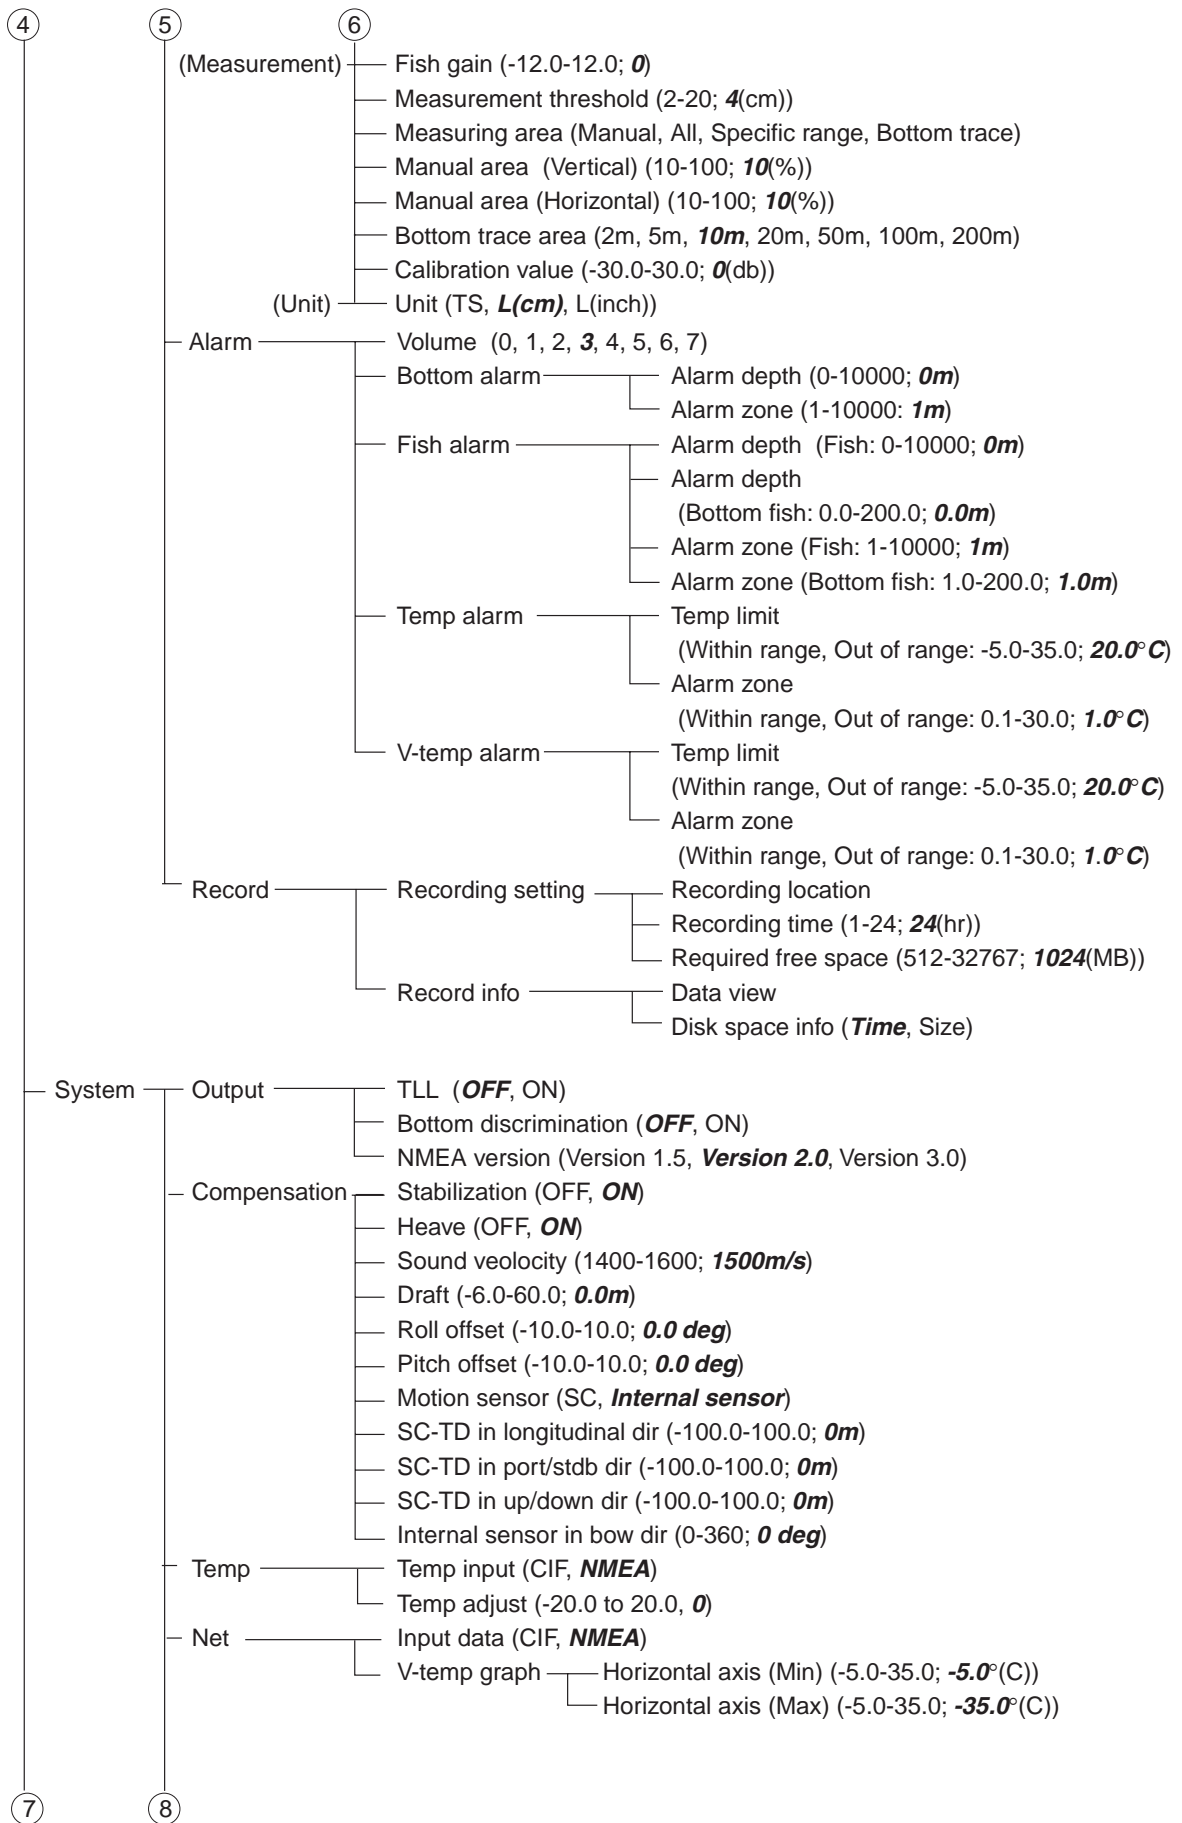 4 5 6
(Measurement) Fish gain (-12.0-12.0; 0)
Measurement threshold (2-20; 4(cm))
Measuring area (Manual, All, Specific range, Bottom trace)
Manual area (Vertical) (10-100; 10(%))
Manual area (Horizontal) (10-100; 10(%))
Bottom trace area (2m, 5m, 10m, 20m, 50m, 100m, 200m)
Calibration value (-30.0-30.0; 0(db))
(Unit) Unit (TS, L(cm), L(inch))
Alarm Volume (0, 1, 2, 3, 4, 5, 6, 7)
Bottom alarm Alarm depth (0-10000; 0m)
Alarm zone (1-10000: 1m)
Fish alarm Alarm depth (Fish: 0-10000; 0m)
Alarm depth
(Bottom fish: 0.0-200.0; 0.0m)
Alarm zone (Fish: 1-10000; 1m)
Alarm zone (Bottom fish: 1.0-200.0; 1.0m)
Temp alarm Temp limit
(Within range, Out of range: -5.0-35.0; 20.0°C)
Alarm zone
(Within range, Out of range: 0.1-30.0; 1.0°C)
V-temp alarm Temp limit
(Within range, Out of range: -5.0-35.0; 20.0°C)
Alarm zone
(Within range, Out of range: 0.1-30.0; 1.0°C)
Record Recording setting Recording location
Recording time (1-24; 24(hr))
Required free space (512-32767; 1024(MB))
Record info Data view
Disk space info (Time, Size)
System Output TLL (OFF, ON)
Bottom discrimination (OFF, ON)
NMEA version (Version 1.5, Version 2.0, Version 3.0)
Compensation Stabilization (OFF, ON)
Heave (OFF, ON)
Sound veolocity (1400-1600; 1500m/s)
Draft (-6.0-60.0; 0.0m)
Roll offset (-10.0-10.0; 0.0 deg)
Pitch offset (-10.0-10.0; 0.0 deg)
Motion sensor (SC, Internal sensor)
SC-TD in longitudinal dir (-100.0-100.0; 0m)
SC-TD in port/stdb dir (-100.0-100.0; 0m)
SC-TD in up/down dir (-100.0-100.0; 0m)
Internal sensor in bow dir (0-360; 0 deg)
Temp Temp input (CIF, NMEA)
Temp adjust (-20.0 to 20.0, 0)
Net Input data (CIF, NMEA)
V-temp graph Horizontal axis (Min) (-5.0-35.0; -5.0°(C))
Horizontal axis (Max) (-5.0-35.0; -35.0°(C))
7 8